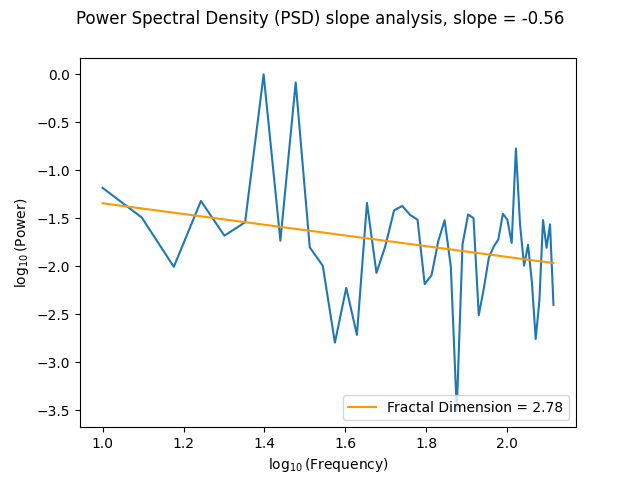 Power Spectral Density (PSD) slope analysis, slope = -0.56
log₁₀(Power)
0.0
−0.5
−1.0
−1.5
−2.0
−2.5
−3.0
−3.5
Fractal Dimension = 2.78
1.0 1.2 1.4 1.6 1.8 2.0
log₁₀(Frequency)